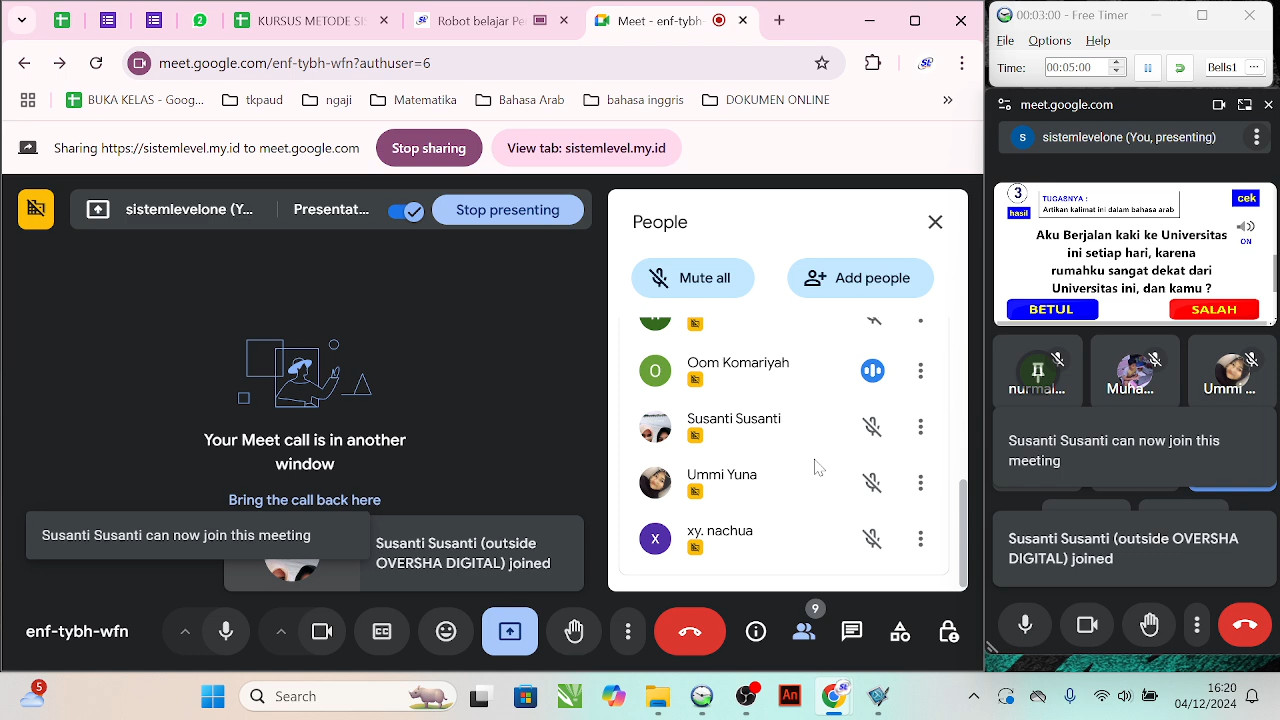 2
KURSUS METODE SIS
Robot belajar Pe
Meet - enf-tybh-
meet.google.com/enf-tybh-wfn?authuser=6
BUKA KELAS - Goog...
tkpaud
ngaji
Matematika
Bahasa Arab
bahasa inggris
DOKUMEN ONLINE
Sharing https://sistemlevel.my.id to meet.google.com
Stop sharing
View tab: sistemlevel.my.id
sistemlevelone (Y...
Present...
Stop presenting
Your Meet call is in another
window
Bring the call back here
Susanti Susanti can now join this meeting
Susanti Susanti (outside
OVERSHA DIGITAL) joined
People
Mute all
Add people
Oom Komariyah
O
Susanti Susanti
Ummi Yuna
xy. nachua
X
enf-tybh-wfn
9
00:03:00 - Free Timer
File Options Help
Time: 00:05:00 Bells1 ...
meet.google.com
S sistemlevelone (You, presenting)
3
hasil
TUGASNYA :
Artikan kalimat ini dalam bahasa arab
cek
ON
Aku Berjalan kaki ke Universitas
ini setiap hari, karena
rumahku sangat dekat dari
Universitas ini, dan kamu ?
BETUL
SALAH
nurmal...
Muha...
Ummi ...
Susanti Susanti can now join this
meeting
Susanti Susanti (outside OVERSHA
DIGITAL) joined
5
Search
An
16:20
04/12/2024